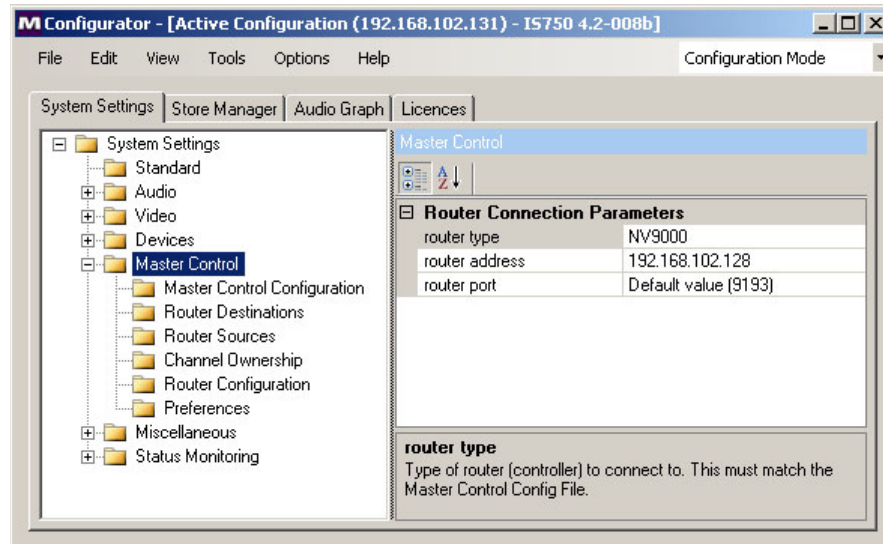 M Configurator - [Active Configuration (192.168.102.131) - IS750 4.2-008b]
File Edit View Tools Options Help Configuration Mode
System Settings Store Manager Audio Graph Licences
System Settings
Standard
Audio
Video
Devices
Master Control
Master Control Configuration
Router Destinations
Router Sources
Channel Ownership
Router Configuration
Preferences
Miscellaneous
Status Monitoring
Master Control
A Z
Router Connection Parameters
router type NV9000
router address 192.168.102.128
router port Default value (9193)
router type
Type of router (controller) to connect to. This must match the
Master Control Config File.